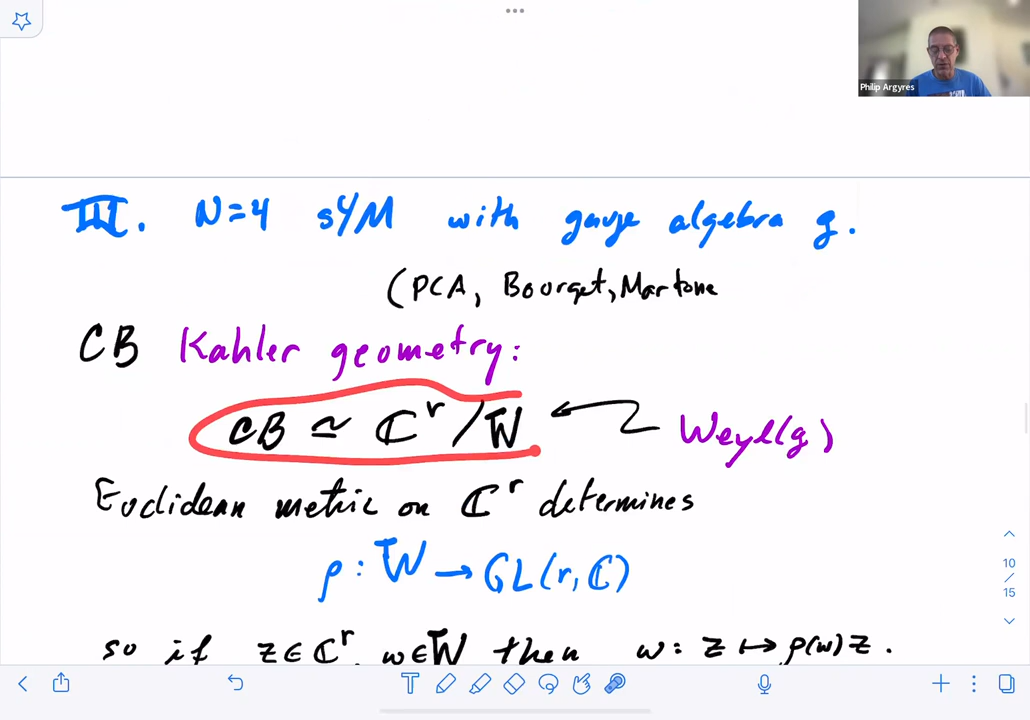 Philip Argyres
III. N=4 sYM with gauge algebra g.
(PCA, Bourget, Martone
CB Kahler geometry:
CB ≃ ℂ^r/W Weyl(g)
Euclidean metric on ℂ^r determines
ρ: W → GL(r,ℂ)
so if z∈ℂ^r, w∈W then w: z ↦ ρ(w)z.
10
/
15
T